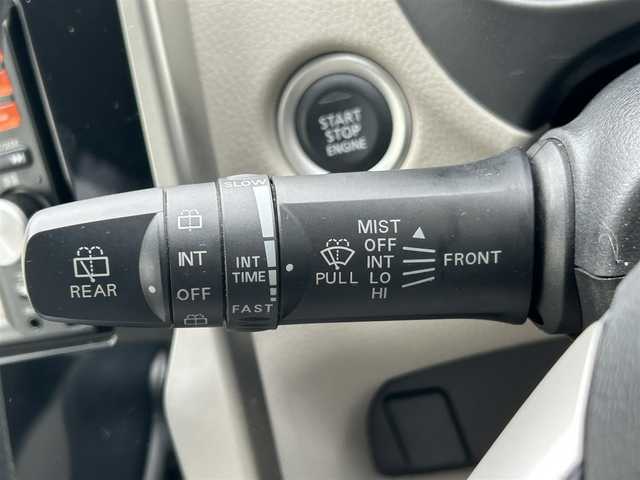 START
STOP
ENGINE
REAR
INT
OFF
SLOW
INT
TIME
FAST
PULL
MIST
OFF
INT
LO
HI
FRONT